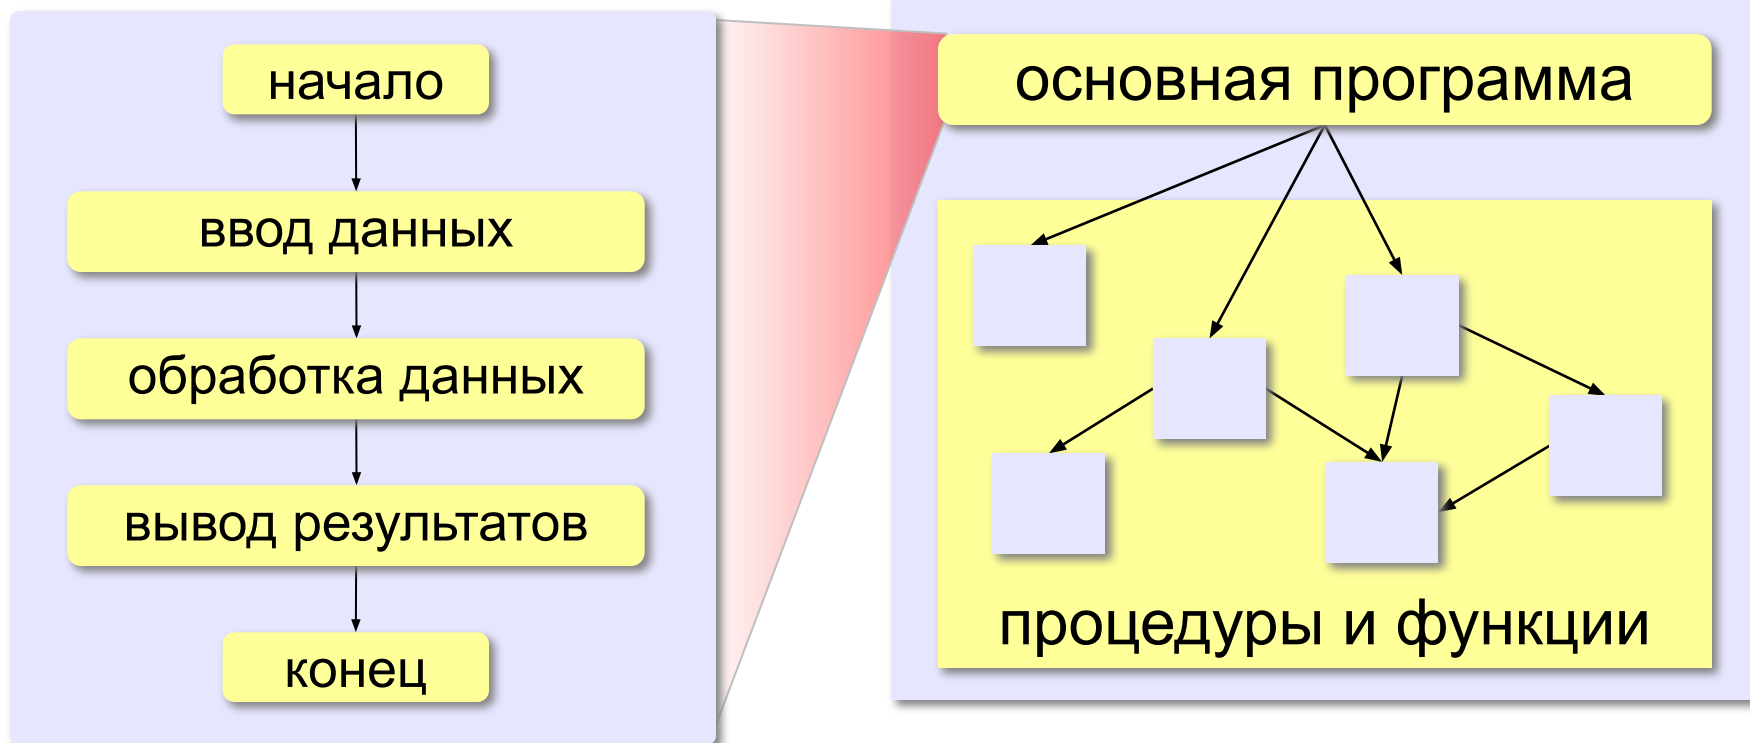 начало
ввод данных
обработка данных
вывод результатов
конец
основная программа
процедуры и функции